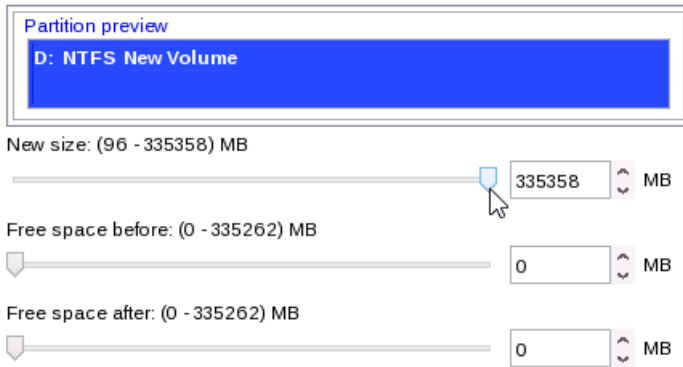 Partition preview
D: NTFS New Volume
New size: (96 - 335358) MB
335358 MB
Free space before: (0 - 335262) MB
0 MB
Free space after: (0 - 335262) MB
0 MB